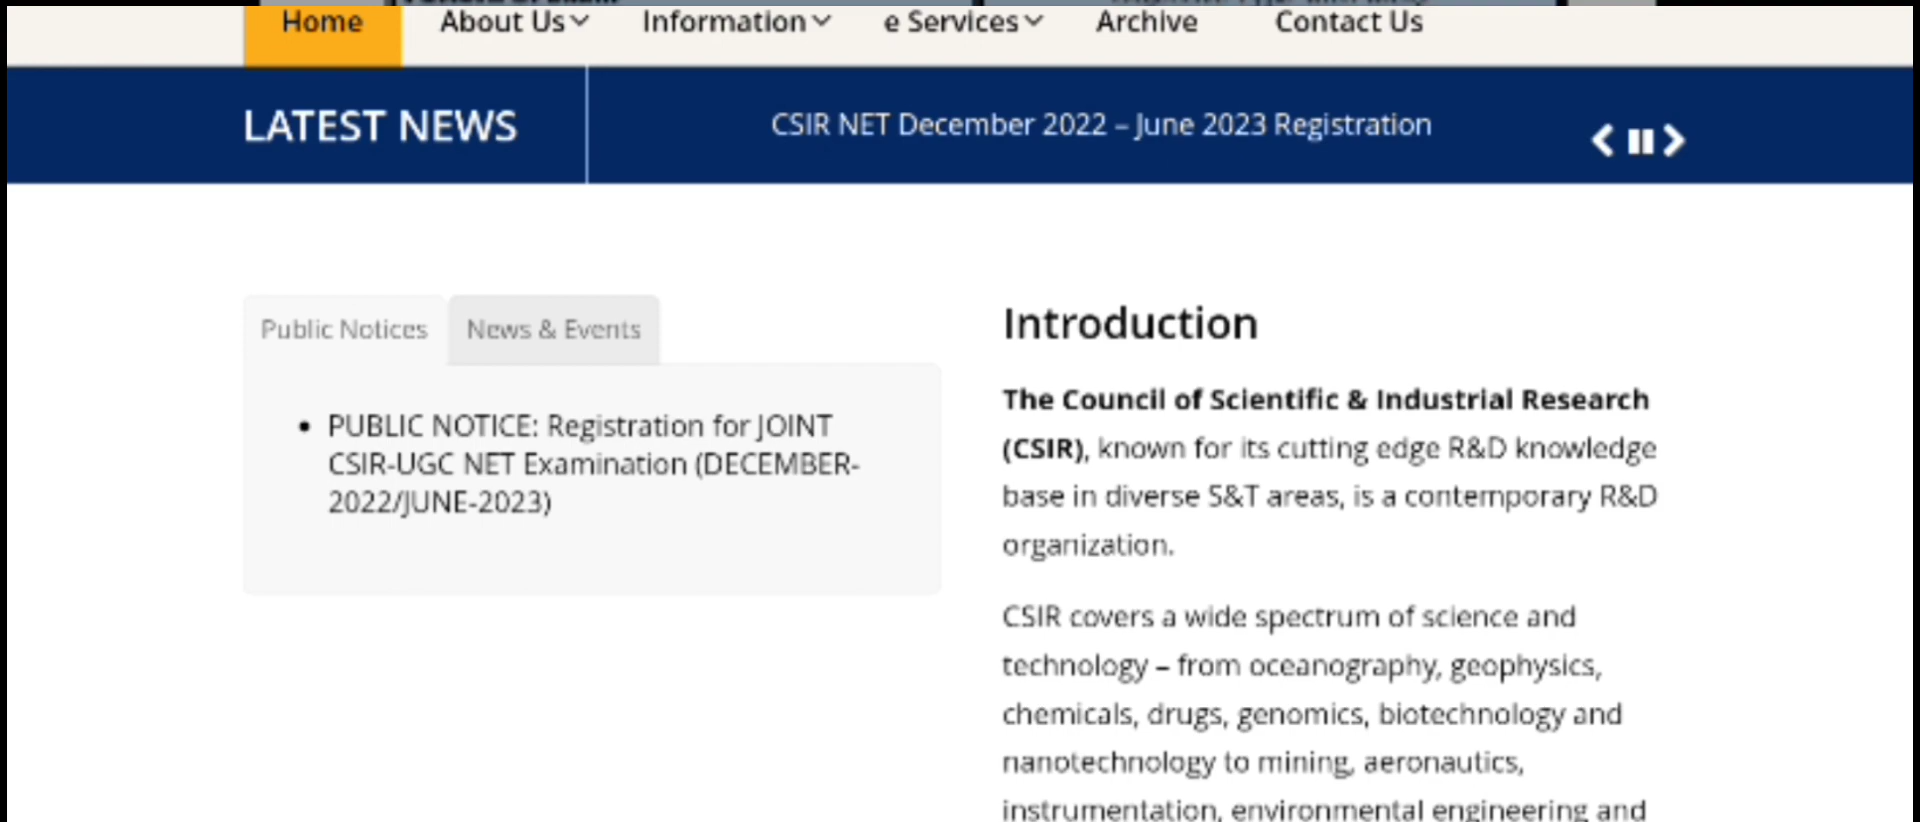 Home About Us Information e Services Archive Contact Us
LATEST NEWS
CSIR NET December 2022 – June 2023 Registration
Public Notices News & Events
• PUBLIC NOTICE: Registration for JOINT
CSIR-UGC NET Examination (DECEMBER-
2022/JUNE-2023)
Introduction
The Council of Scientific & Industrial Research
(CSIR), known for its cutting edge R&D knowledge
base in diverse S&T areas, is a contemporary R&D
organization.
CSIR covers a wide spectrum of science and
technology – from oceanography, geophysics,
chemicals, drugs, genomics, biotechnology and
nanotechnology to mining, aeronautics,
instrumentation, environmental engineering and